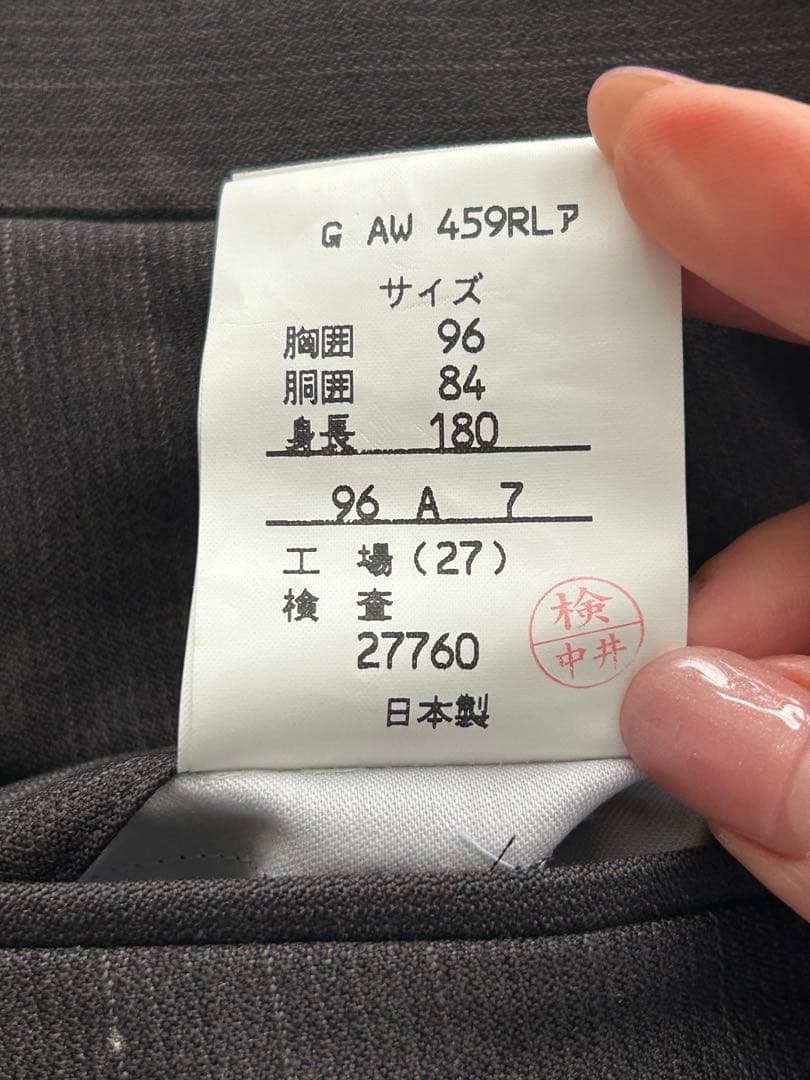 G AW 459RLア
サイズ
胸囲 96
胴囲 84
身長 180
96 A 7
工 場(27)
検 査
27760
検
中井
日本製